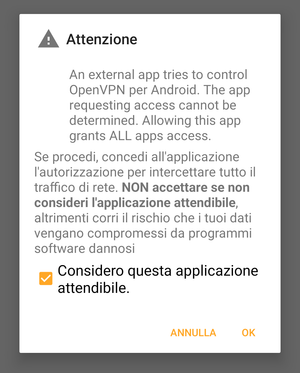 Attenzione
An external app tries to control
OpenVPN per Android. The app
requesting access cannot be
determined. Allowing this app
grants ALL apps access.
Se procedi, concedi all'applicazione
l'autorizzazione per intercettare tutto il
traffico di rete. NON accettare se non
consideri l'applicazione attendibile,
altrimenti corri il rischio che i tuoi dati
vengano compromessi da programmi
software dannosi
Considero questa applicazione
attendibile.
ANNULLA OK